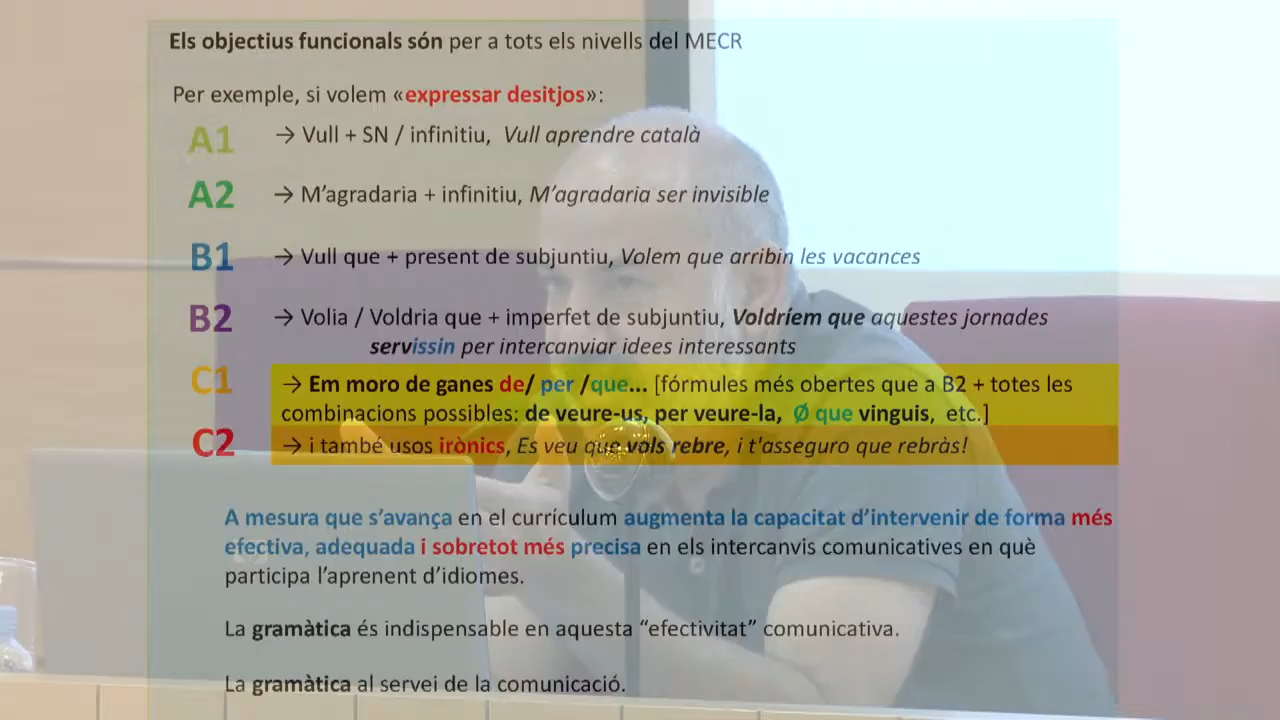 Els objectius funcionals són per a tots els nivells del MECR
Per exemple, si volem «expressar desitjos»:
A1 → Vull + SN / infinitiu, Vull aprendre català
A2 → M’agradaria + infinitiu, M’agradaria ser invisible
B1 → Vull que + present de subjuntiu, Volem que arribin les vacances
B2 → Volia / Voldria que + imperfet de subjuntiu, Voldríem que aquestes jornades
servissin per intercanviar idees interessants
C1 → Em moro de ganes de/ per /que... [fórmules més obertes que a B2 + totes les
combinacions possibles: de veure-us, per veure-la, Ø que vinguis, etc.]
C2 → i també usos irònics, Es veu que vols rebre, i t'asseguro que rebràs!
A mesura que s’avança en el currículum augmenta la capacitat d’intervenir de forma més
efectiva, adequada i sobretot més precisa en els intercanvis comunicatives en què
participa l’aprenent d’idiomes.
La gramàtica és indispensable en aquesta “efectivitat” comunicativa.
La gramàtica al servei de la comunicació.